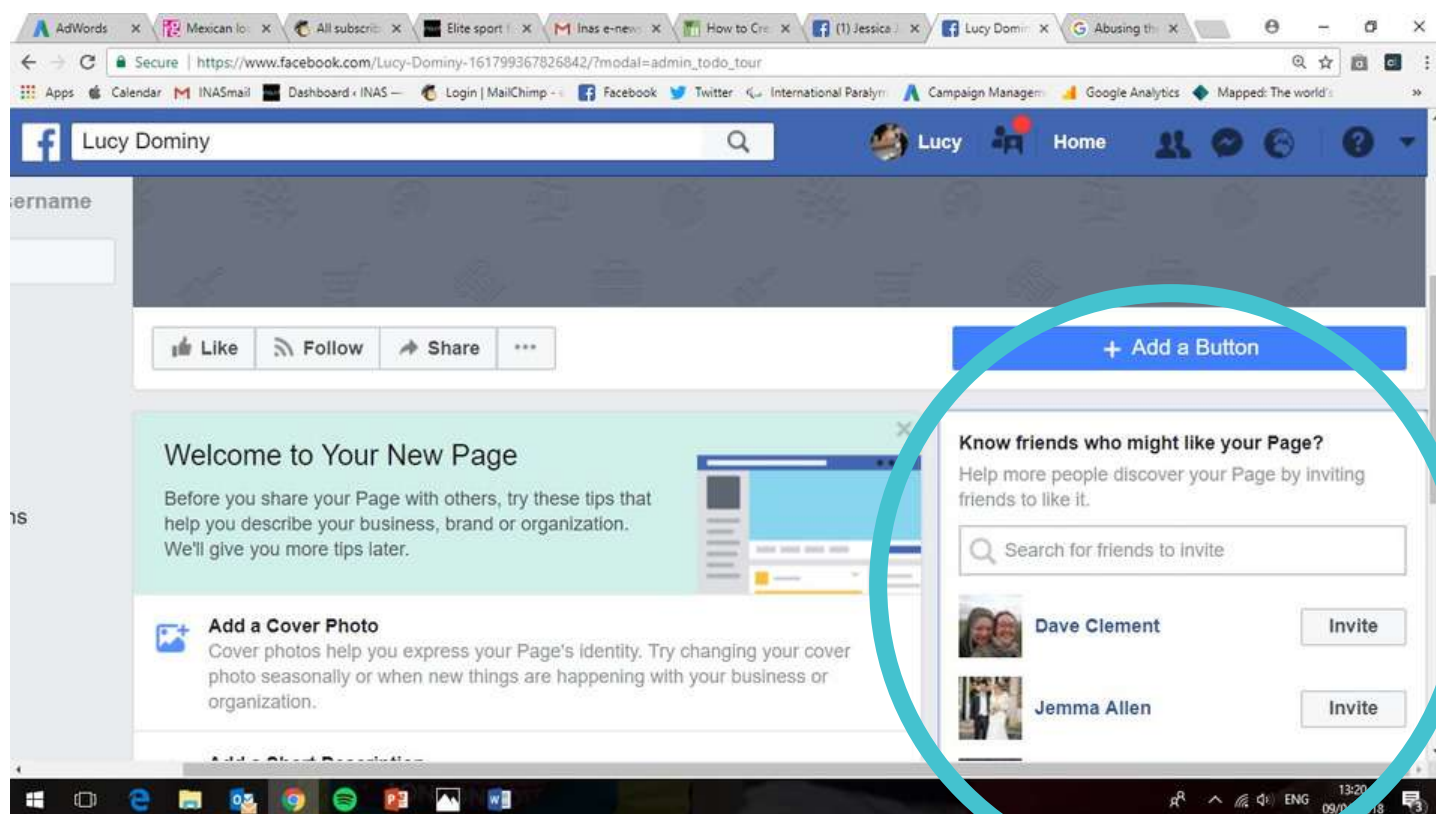 AdWords
Mexican lo
All subscrib
Elite sport f
Inas e-news
How to Cre
(1) Jessica J
Lucy Domin
Abusing th
Secure | https://www.facebook.com/Lucy-Dominy-161799367826842/?modal=admin_todo_tour
Apps Calendar INASmail Dashboard ‹ INAS — Login | MailChimp - Facebook Twitter International Paralym Campaign Managem Google Analytics Mapped: The world's »
f Lucy Dominy Lucy Home
ername
Like Follow Share ... + Add a Button
Welcome to Your New Page
Before you share your Page with others, try these tips that
help you describe your business, brand or organization.
We'll give you more tips later.
ns
Add a Cover Photo
Cover photos help you express your Page's identity. Try changing your cover
photo seasonally or when new things are happening with your business or
organization.
Add a Short Description
Know friends who might like your Page?
Help more people discover your Page by inviting
friends to like it.
Search for friends to invite
Dave Clement Invite
Jemma Allen Invite
ENG 13:20